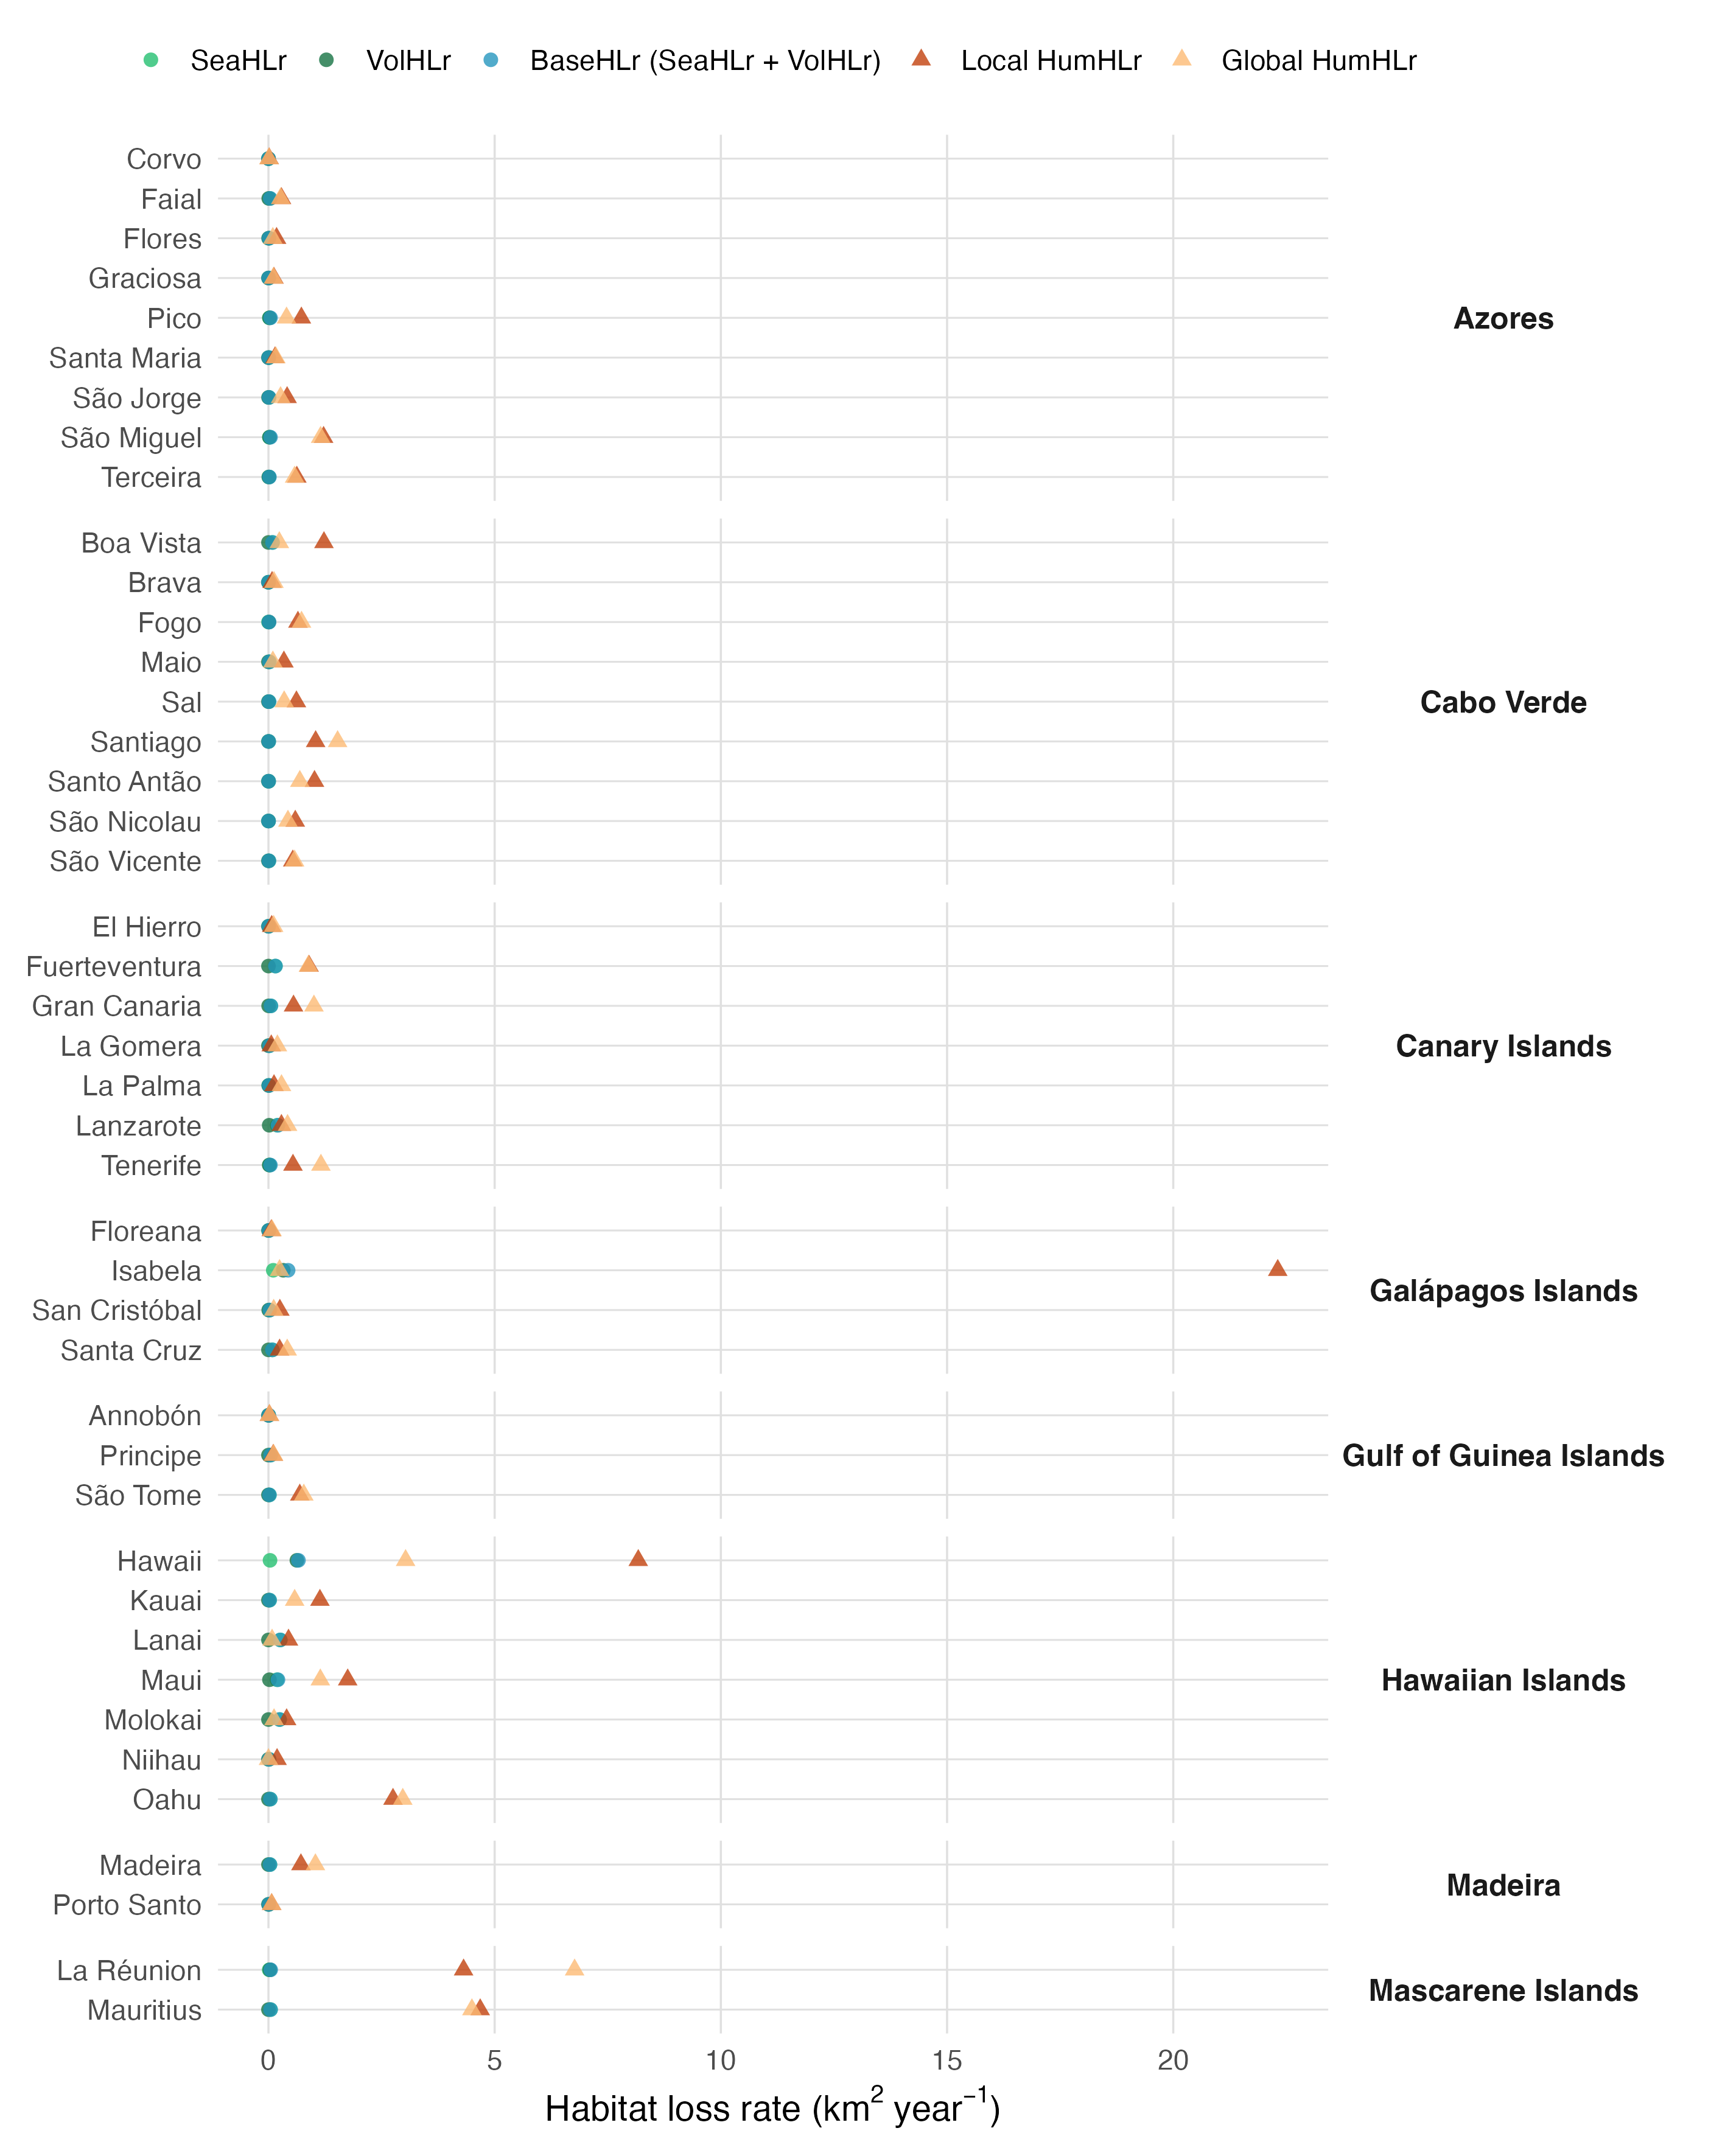 SeaHLr VolHLr BaseHLr (SeaHLr + VolHLr) Local HumHLr Global HumHLr
Corvo
Faial
Flores
Graciosa
Pico
Azores
Santa Maria
São Jorge
São Miguel
Terceira
Boa Vista
Brava
Fogo
Maio
Sal
Cabo Verde
Santiago
Santo Antão
São Nicolau
São Vicente
El Hierro
Fuerteventura
Gran Canaria
La Gomera
Canary Islands
La Palma
Lanzarote
Tenerife
Floreana
Isabela
Galápagos Islands
San Cristóbal
Santa Cruz
Annobón
Principe
Gulf of Guinea Islands
São Tome
Hawaii
Kauai
Lanai
Maui
Hawaiian Islands
Molokai
Niihau
Oahu
Madeira
Madeira
Porto Santo
La Réunion
Mascarene Islands
Mauritius
0 5 10 15 20
Habitat loss rate (km² year⁻¹)